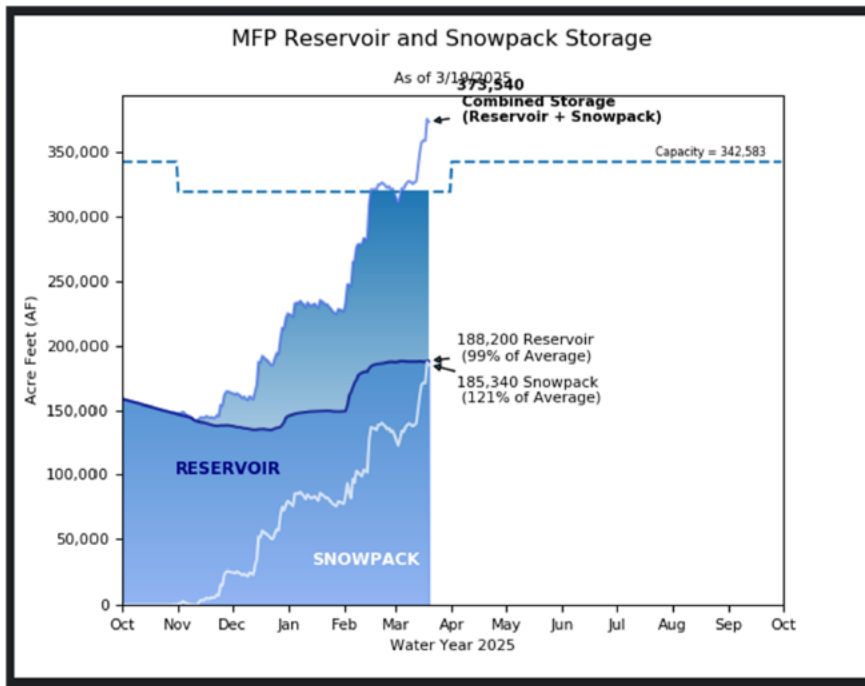 MFP Reservoir and Snowpack Storage
As of 3/19/2025
373,540
Combined Storage
(Reservoir + Snowpack)
Capacity = 342,583
350,000
300,000
250,000
200,000
150,000
100,000
50,000
0
Acre Feet (AF)
188,200 Reservoir
(99% of Average)
185,340 Snowpack
(121% of Average)
RESERVOIR
SNOWPACK
Oct Nov Dec Jan Feb Mar Apr May Jun Jul Aug Sep Oct
Water Year 2025